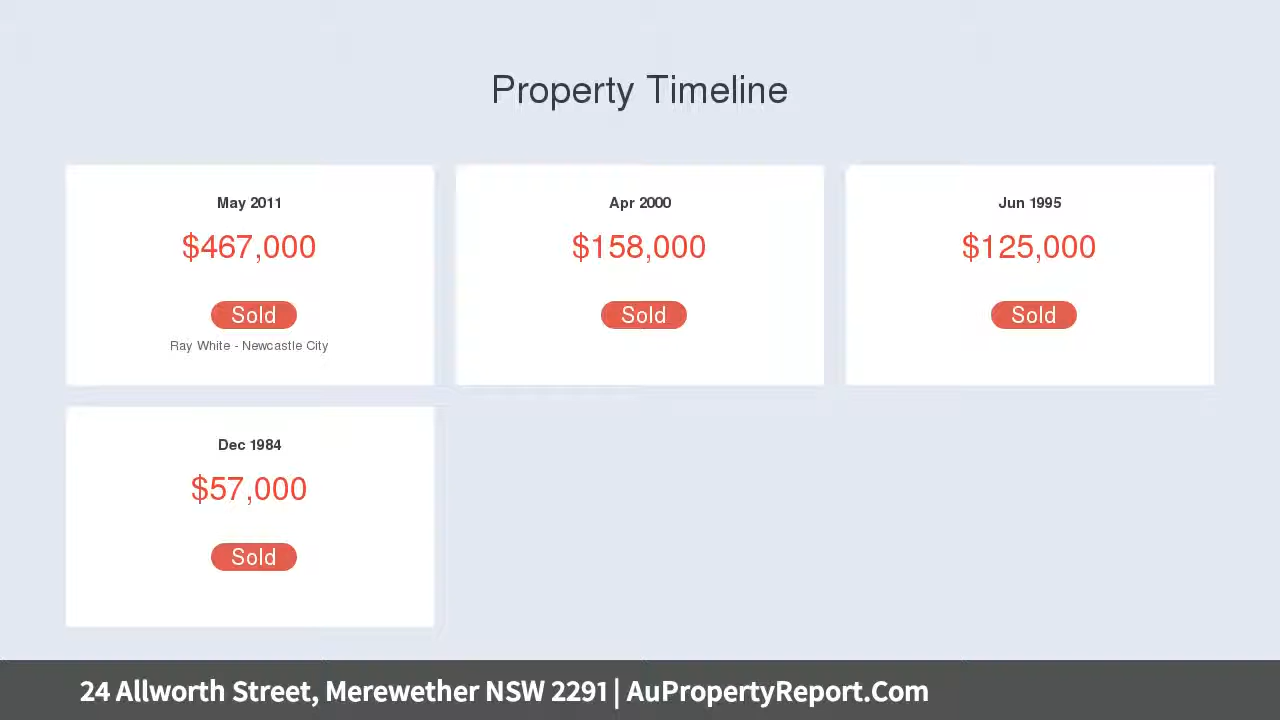 Property Timeline
May 2011
$467,000
Sold
Ray White - Newcastle City
Apr 2000
$158,000
Sold
Jun 1995
$125,000
Sold
Dec 1984
$57,000
Sold
24 Allworth Street, Merewether NSW 2291 | AuPropertyReport.Com